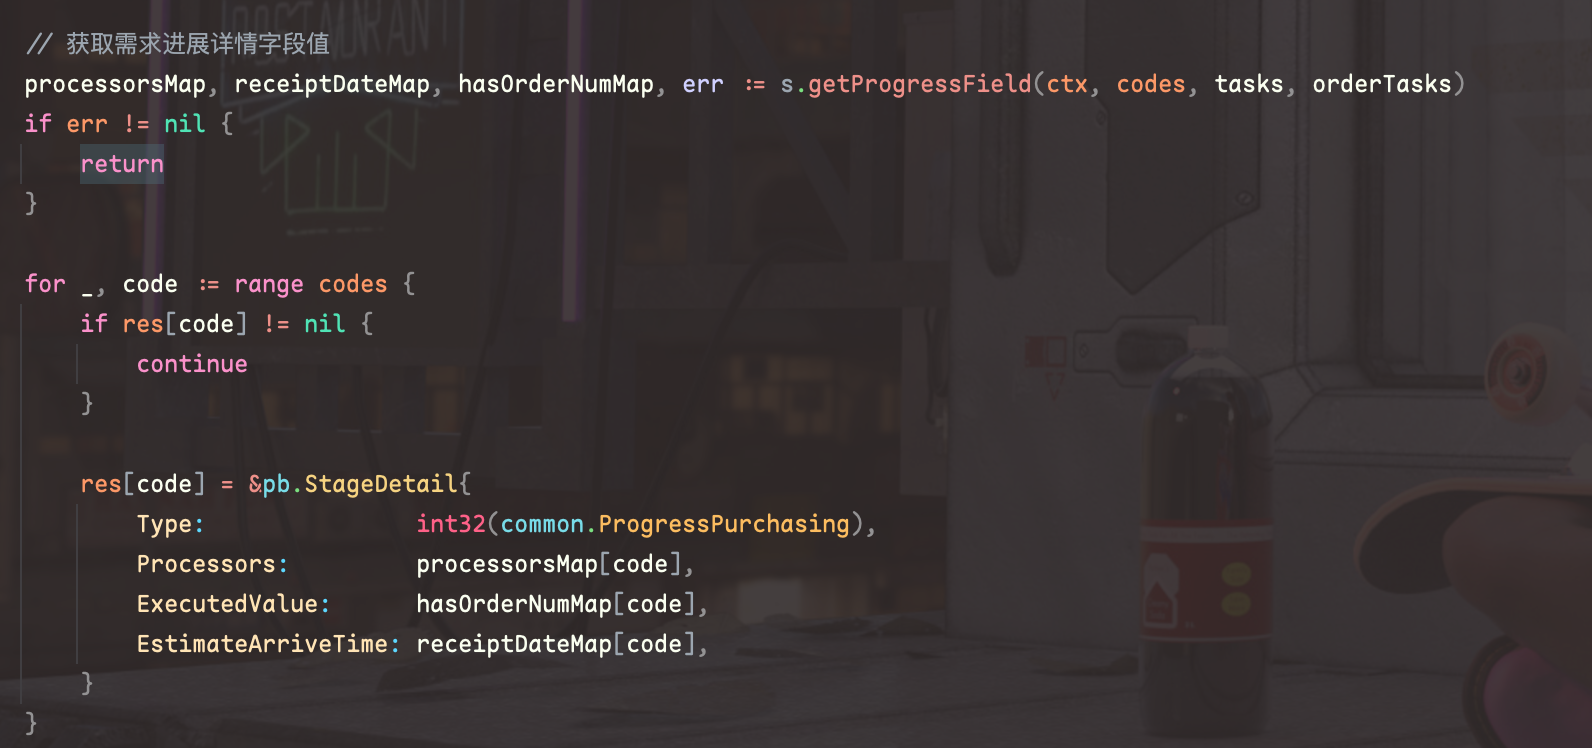 // 获取需求进展详情字段值
processorsMap, receiptDateMap, hasOrderNumMap, err := s.getProgressField(ctx, codes, tasks, orderTasks)
if err != nil {
    return
}

for _, code := range codes {
    if res[code] != nil {
        continue
    }

    res[code] = &pb.StageDetail{
        Type:               int32(common.ProgressPurchasing),
        Processors:         processorsMap[code],
        ExecutedValue:      hasOrderNumMap[code],
        EstimateArriveTime: receiptDateMap[code],
    }
}